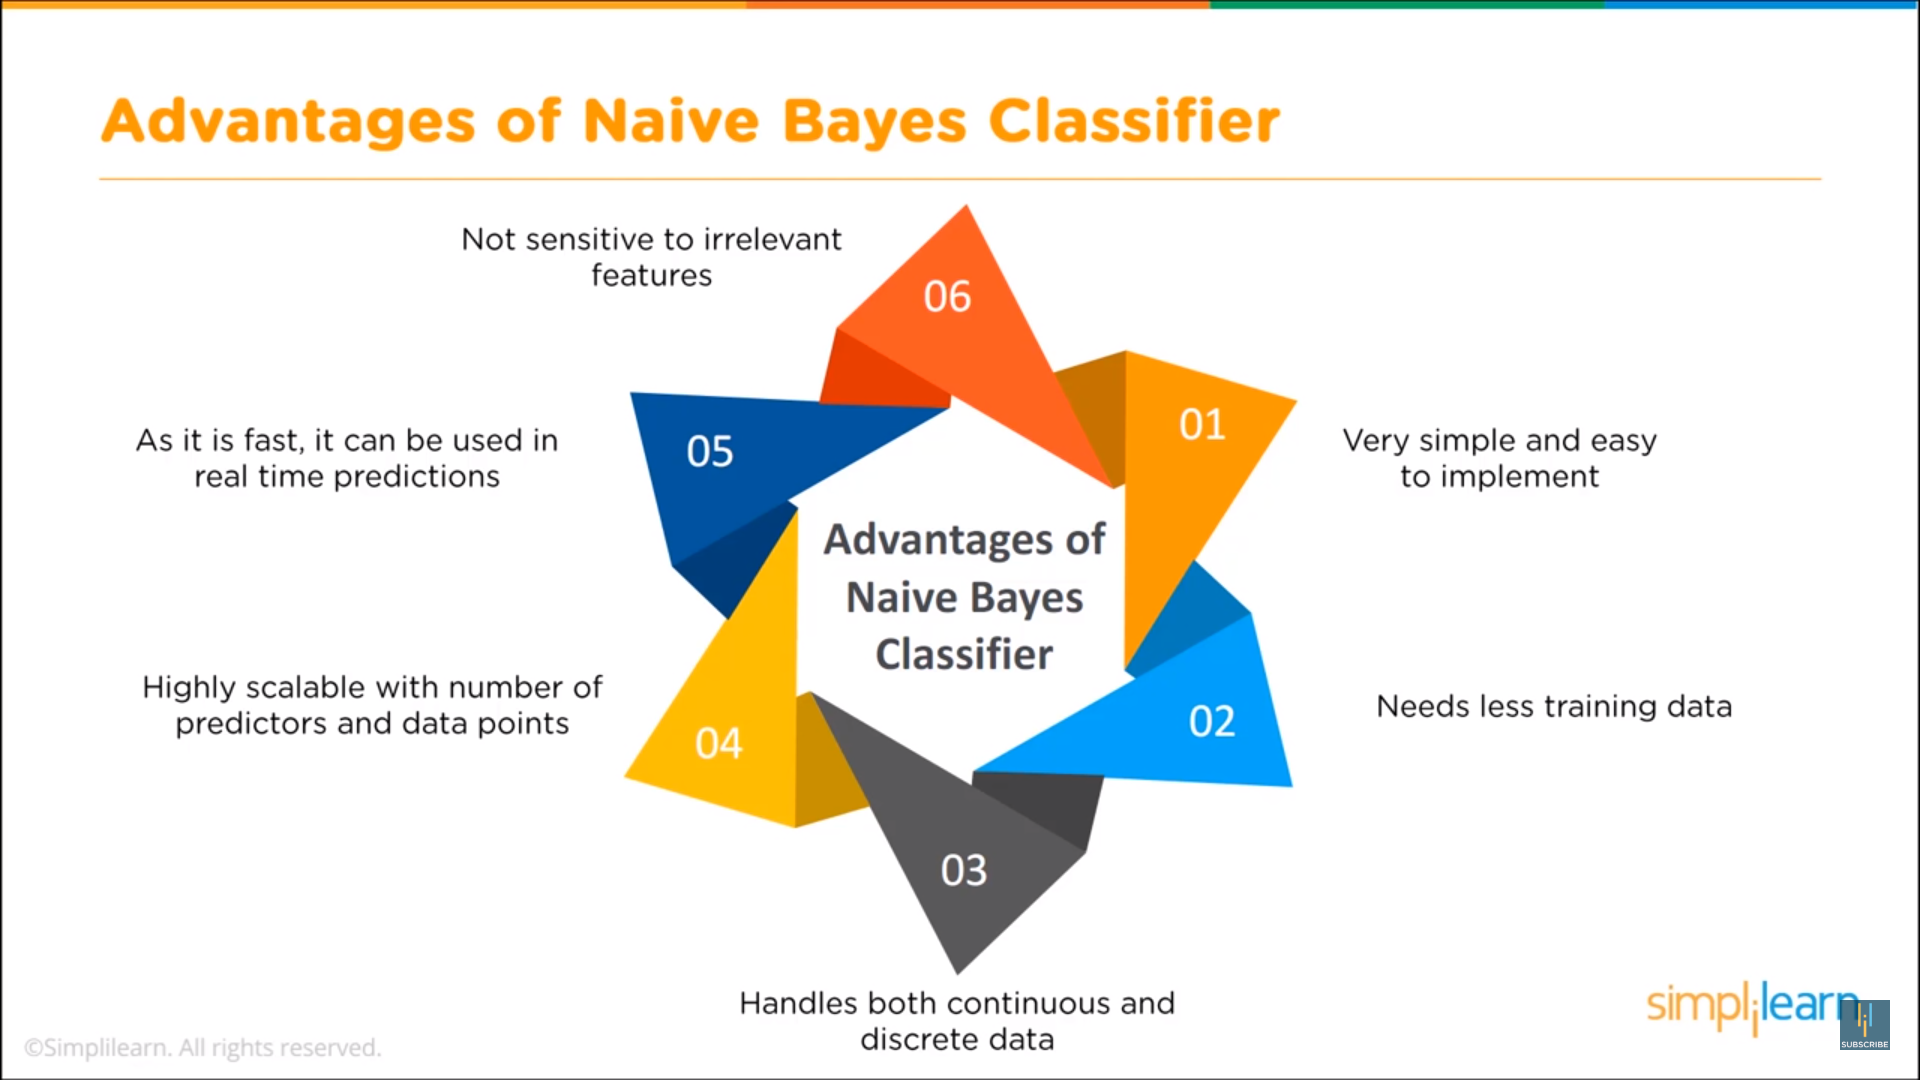 Advantages of Naive Bayes Classifier
Not sensitive to irrelevant
features
06
01
Very simple and easy
to implement
05
As it is fast, it can be used in
real time predictions
Advantages of
Naive Bayes
Classifier
02
Needs less training data
04
Highly scalable with number of
predictors and data points
03
Handles both continuous and
discrete data
simplilearn
SUBSCRIBE
©Simplilearn. All rights reserved.